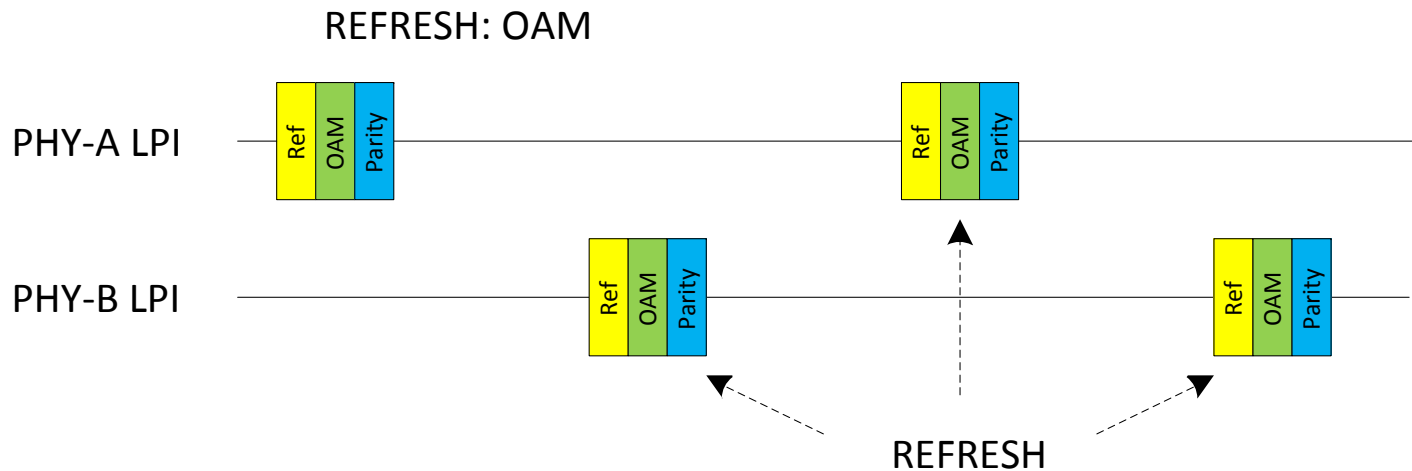 REFRESH: OAM
PHY-A LPI
Ref
OAM
Parity
Ref
OAM
Parity
PHY-B LPI
Ref
OAM
Parity
Ref
OAM
Parity
REFRESH